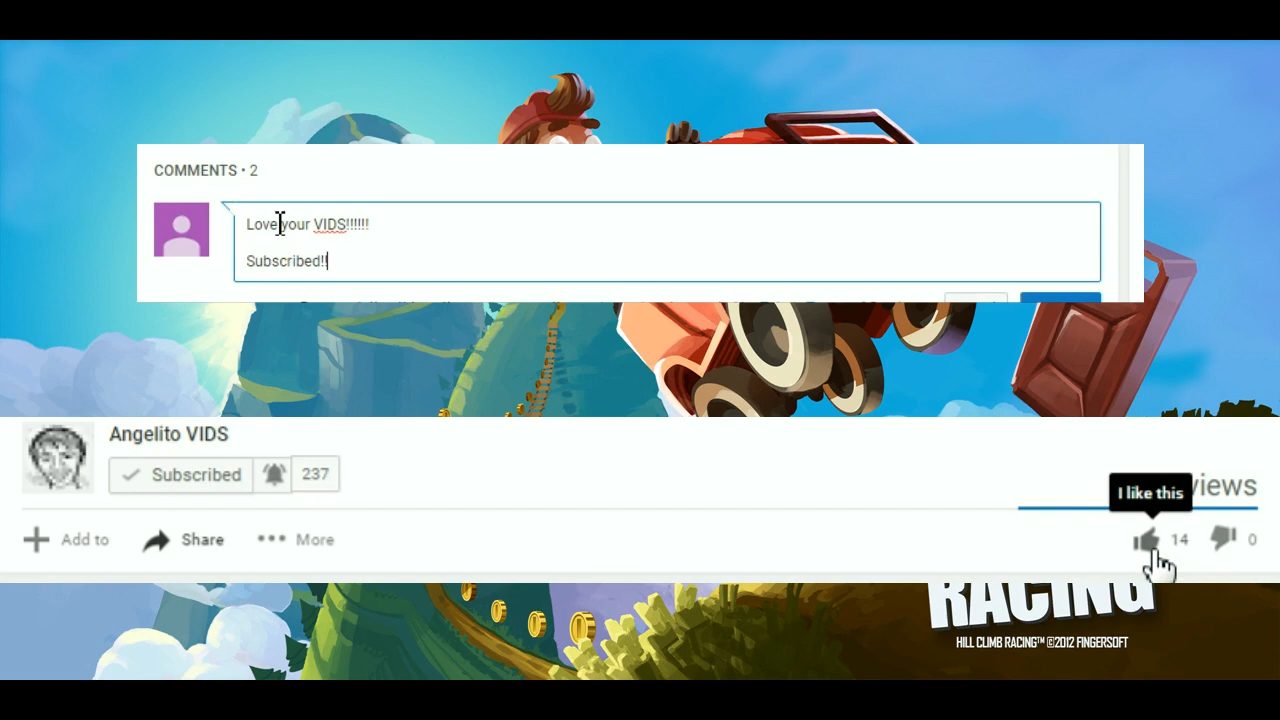 COMMENTS • 2
Love your VIDS!!!!!!
Subscribed!!
Angelito VIDS
Subscribed 237
views
I like this
Add to Share More 14 0
RACING
HILL CLIMB RACING™ ©2012 FINGERSOFT